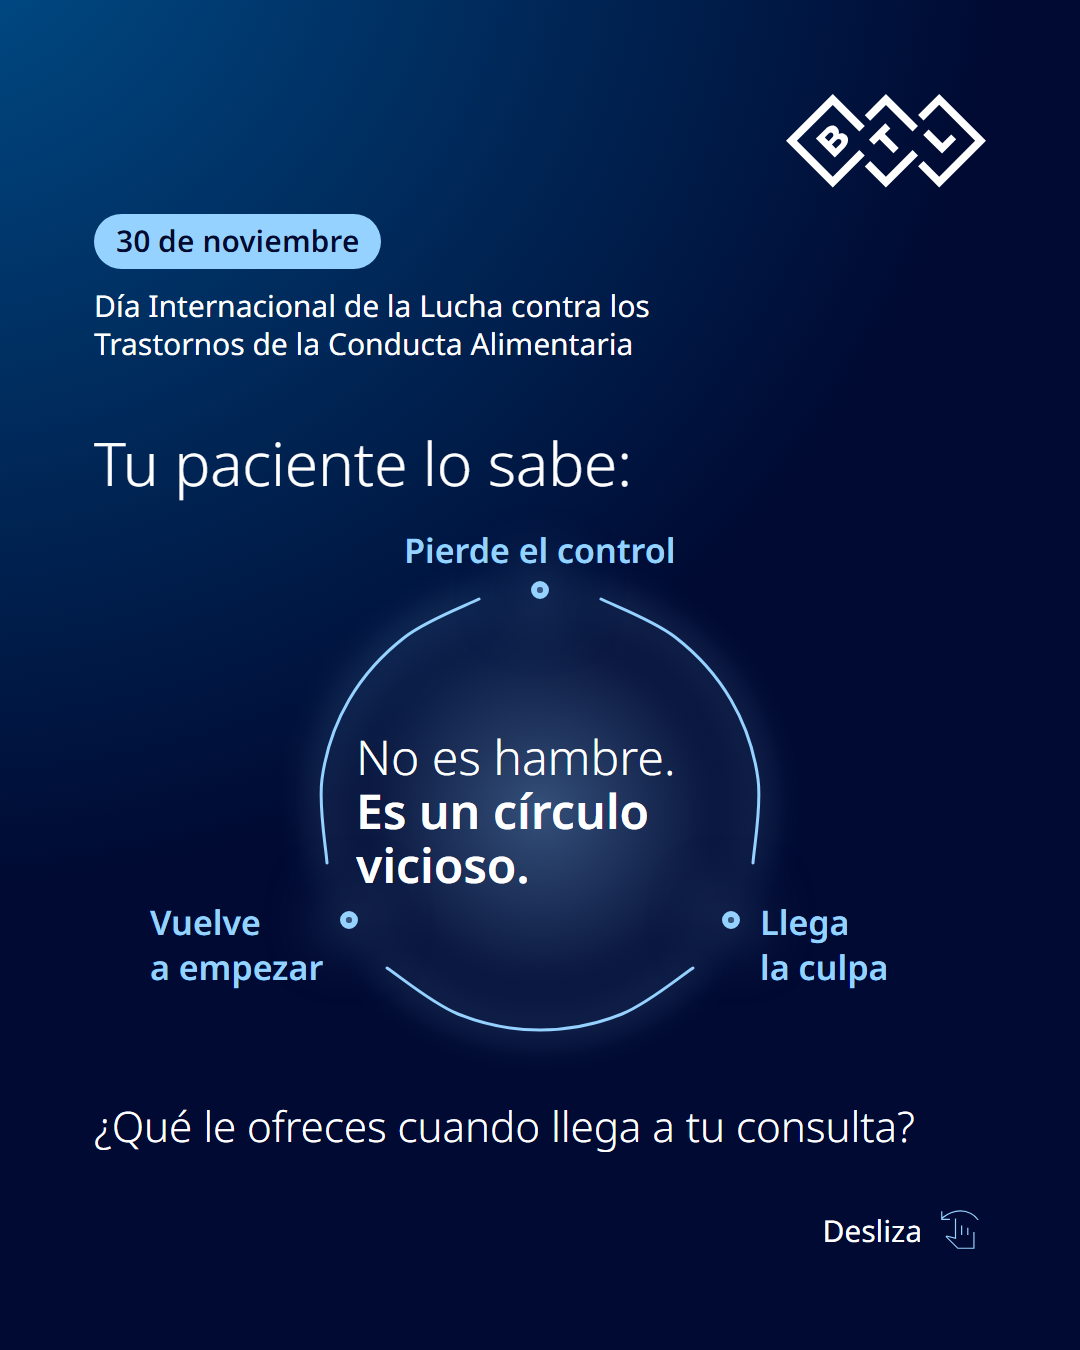 BTL
30 de noviembre
Día Internacional de la Lucha contra los
Trastornos de la Conducta Alimentaria
Tu paciente lo sabe:
Pierde el control
No es hambre.
Es un círculo
vicioso.
Vuelve
a empezar
Llega
la culpa
¿Qué le ofreces cuando llega a tu consulta?
Desliza